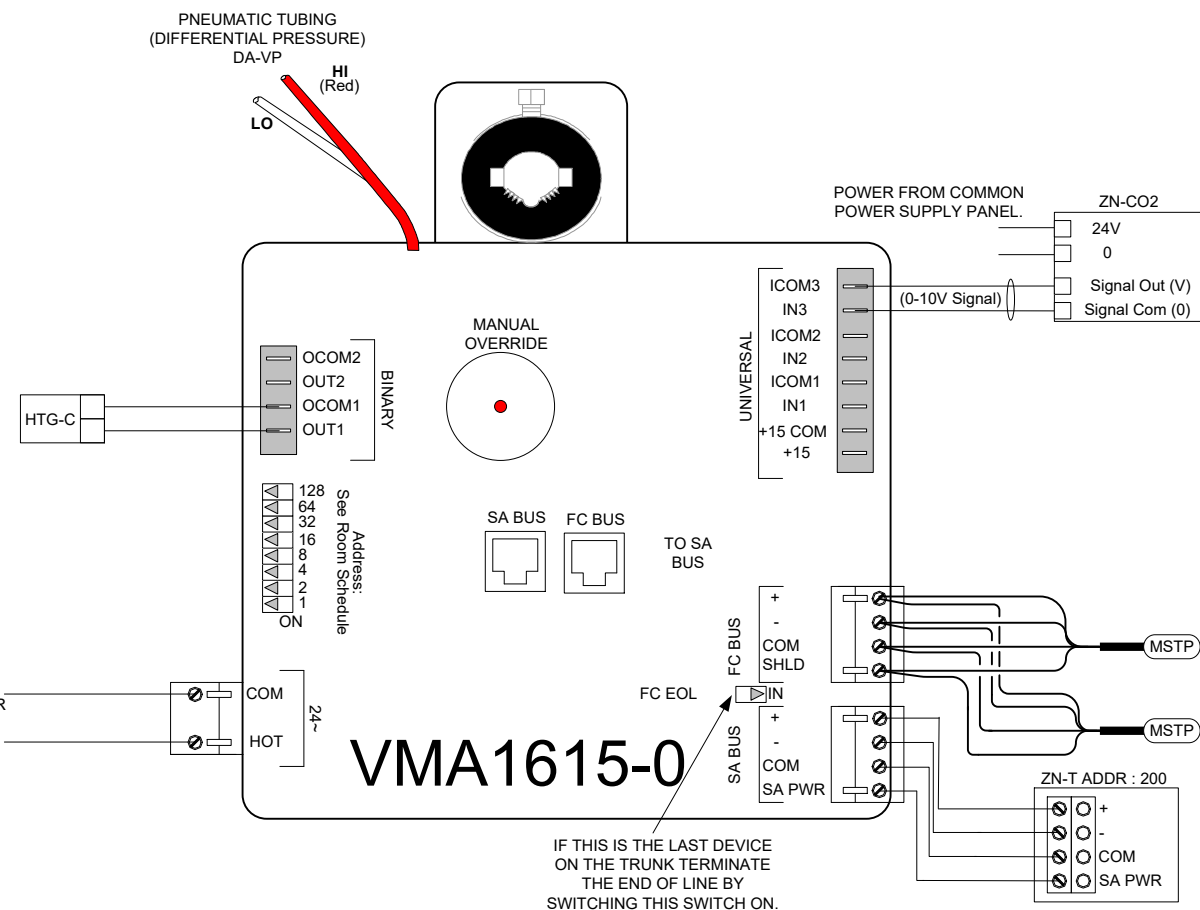 PNEUMATIC TUBING
(DIFFERENTIAL PRESSURE)
DA-VP
HI
(Red)
LO
POWER FROM COMMON
POWER SUPPLY PANEL.
ZN-CO2
24V
0
Signal Out (V)
Signal Com (0)
(0-10V Signal)
MANUAL
OVERRIDE
UNIVERSAL
ICOM3
IN3
ICOM2
IN2
ICOM1
IN1
+15 COM
+15
HTG-C
OCOM2
OUT2
OCOM1
OUT1
BINARY
128
64
32
16
8
4
2
1
ON
Address:
See Room Schedule
SA BUS
FC BUS
TO SA
BUS
FC BUS
+
-
COM
SHLD
MSTP
MSTP
FC EOL
IN
SA BUS
+
-
COM
SA PWR
R
COM
HOT
24~
VMA1615-0
ZN-T ADDR : 200
+
-
COM
SA PWR
IF THIS IS THE LAST DEVICE
ON THE TRUNK TERMINATE
THE END OF LINE BY
SWITCHING THIS SWITCH ON.